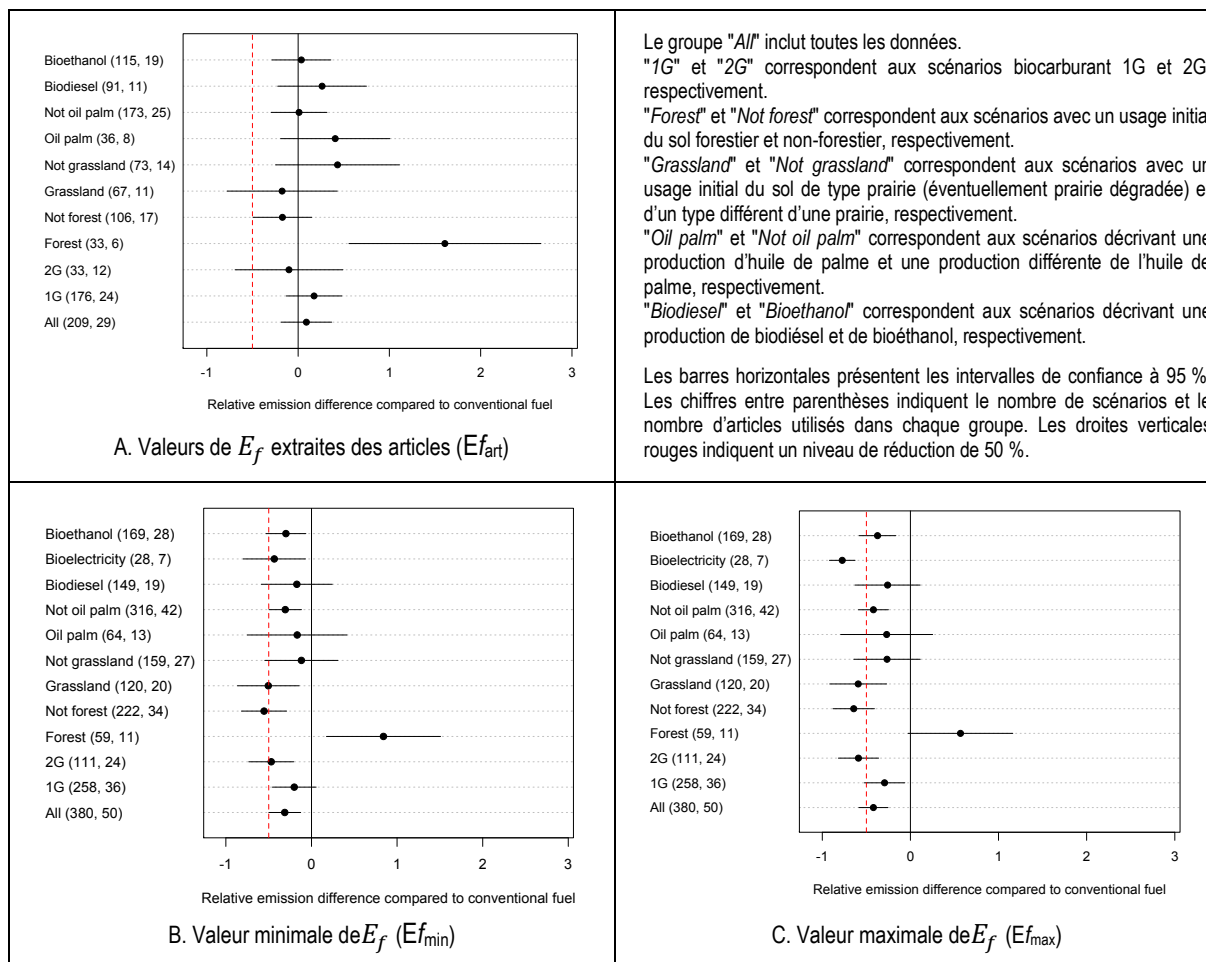 Bioethanol (115, 19)
Biodiesel (91, 11)
Not oil palm (173, 25)
Oil palm (36, 8)
Not grassland (73, 14)
Grassland (67, 11)
Not forest (106, 17)
Forest (33, 6)
2G (33, 12)
1G (176, 24)
All (209, 29)
-1 0 1 2 3
Relative emission difference compared to conventional fuel
A. Valeurs de E_f extraites des articles (Ef_art)
Le groupe "All" inclut toutes les données.
"1G" et "2G" correspondent aux scénarios biocarburant 1G et 2G
respectivement.
"Forest" et "Not forest" correspondent aux scénarios avec un usage initia
du sol forestier et non-forestier, respectivement.
"Grassland" et "Not grassland" correspondent aux scénarios avec un
usage initial du sol de type prairie (éventuellement prairie dégradée) e
d'un type différent d'une prairie, respectivement.
"Oil palm" et "Not oil palm" correspondent aux scénarios décrivant une
production d'huile de palme et une production différente de l'huile de
palme, respectivement.
"Biodiesel" et "Bioethanol" correspondent aux scénarios décrivant une
production de biodiésel et de bioéthanol, respectivement.
Les barres horizontales présentent les intervalles de confiance à 95 %
Les chiffres entre parenthèses indiquent le nombre de scénarios et le
nombre d'articles utilisés dans chaque groupe. Les droites verticales
rouges indiquent un niveau de réduction de 50 %.
Bioethanol (169, 28)
Bioelectricity (28, 7)
Biodiesel (149, 19)
Not oil palm (316, 42)
Oil palm (64, 13)
Not grassland (159, 27)
Grassland (120, 20)
Not forest (222, 34)
Forest (59, 11)
2G (111, 24)
1G (258, 36)
All (380, 50)
-1 0 1 2 3
Relative emission difference compared to conventional fuel
B. Valeur minimale de E_f (Ef_min)
Bioethanol (169, 28)
Bioelectricity (28, 7)
Biodiesel (149, 19)
Not oil palm (316, 42)
Oil palm (64, 13)
Not grassland (159, 27)
Grassland (120, 20)
Not forest (222, 34)
Forest (59, 11)
2G (111, 24)
1G (258, 36)
All (380, 50)
-1 0 1 2 3
Relative emission difference compared to conventional fuel
C. Valeur maximale de E_f (Ef_max)